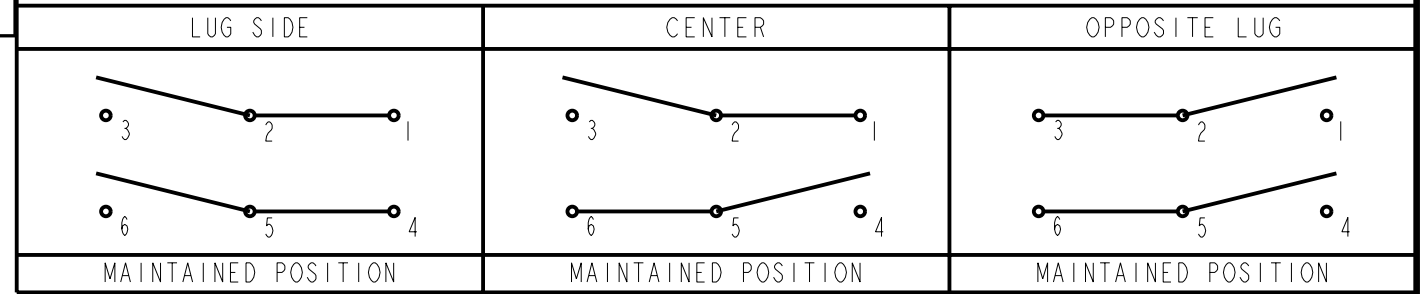 LUG SIDE
CENTER
OPPOSITE LUG
3 2 1
6 5 4
3 2 1
6 5 4
3 2 1
6 5 4
MAINTAINED POSITION
MAINTAINED POSITION
MAINTAINED POSITION